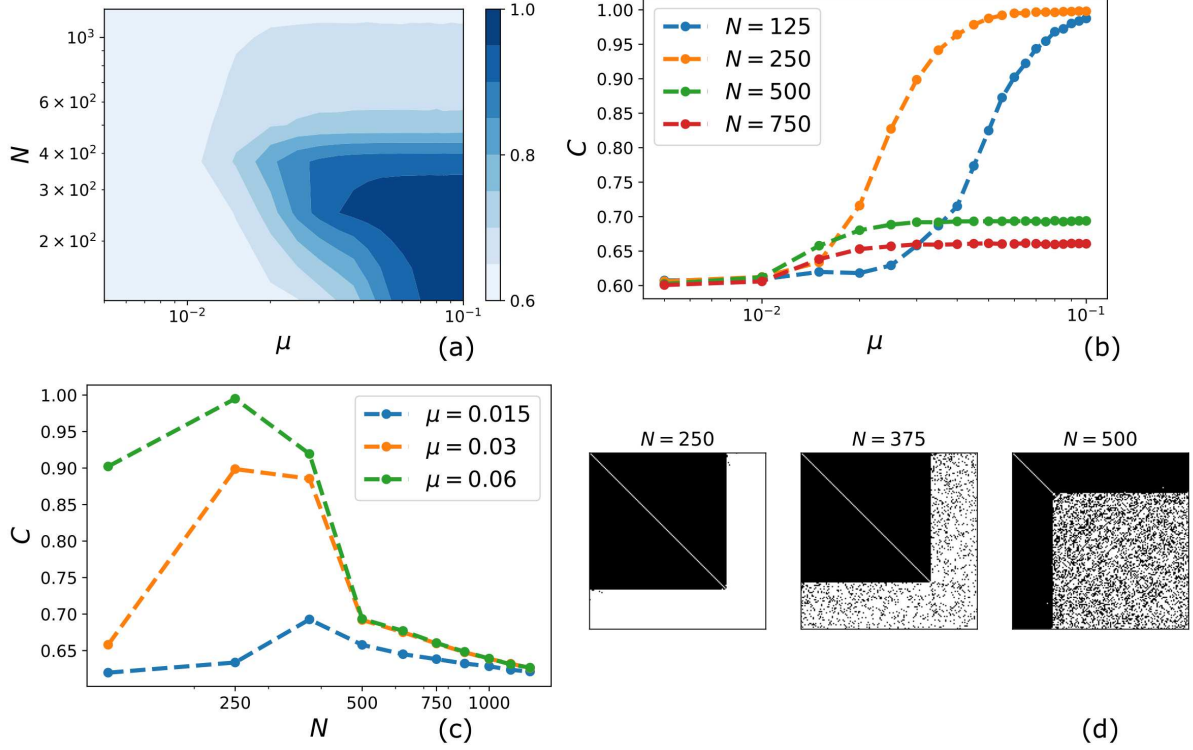 10³
6 × 10²
4 × 10²
3 × 10²
2 × 10²
N
10⁻²
10⁻¹
μ
(a)
1.0
0.8
0.6
1.00
0.95
0.90
0.85
0.80
0.75
0.70
0.65
0.60
C
N = 125
N = 250
N = 500
N = 750
10⁻²
10⁻¹
μ
(b)
1.00
0.95
0.90
0.85
0.80
0.75
0.70
0.65
C
μ = 0.015
μ = 0.03
μ = 0.06
250
500
750
1000
N
(c)
N = 250
N = 375
N = 500
(d)